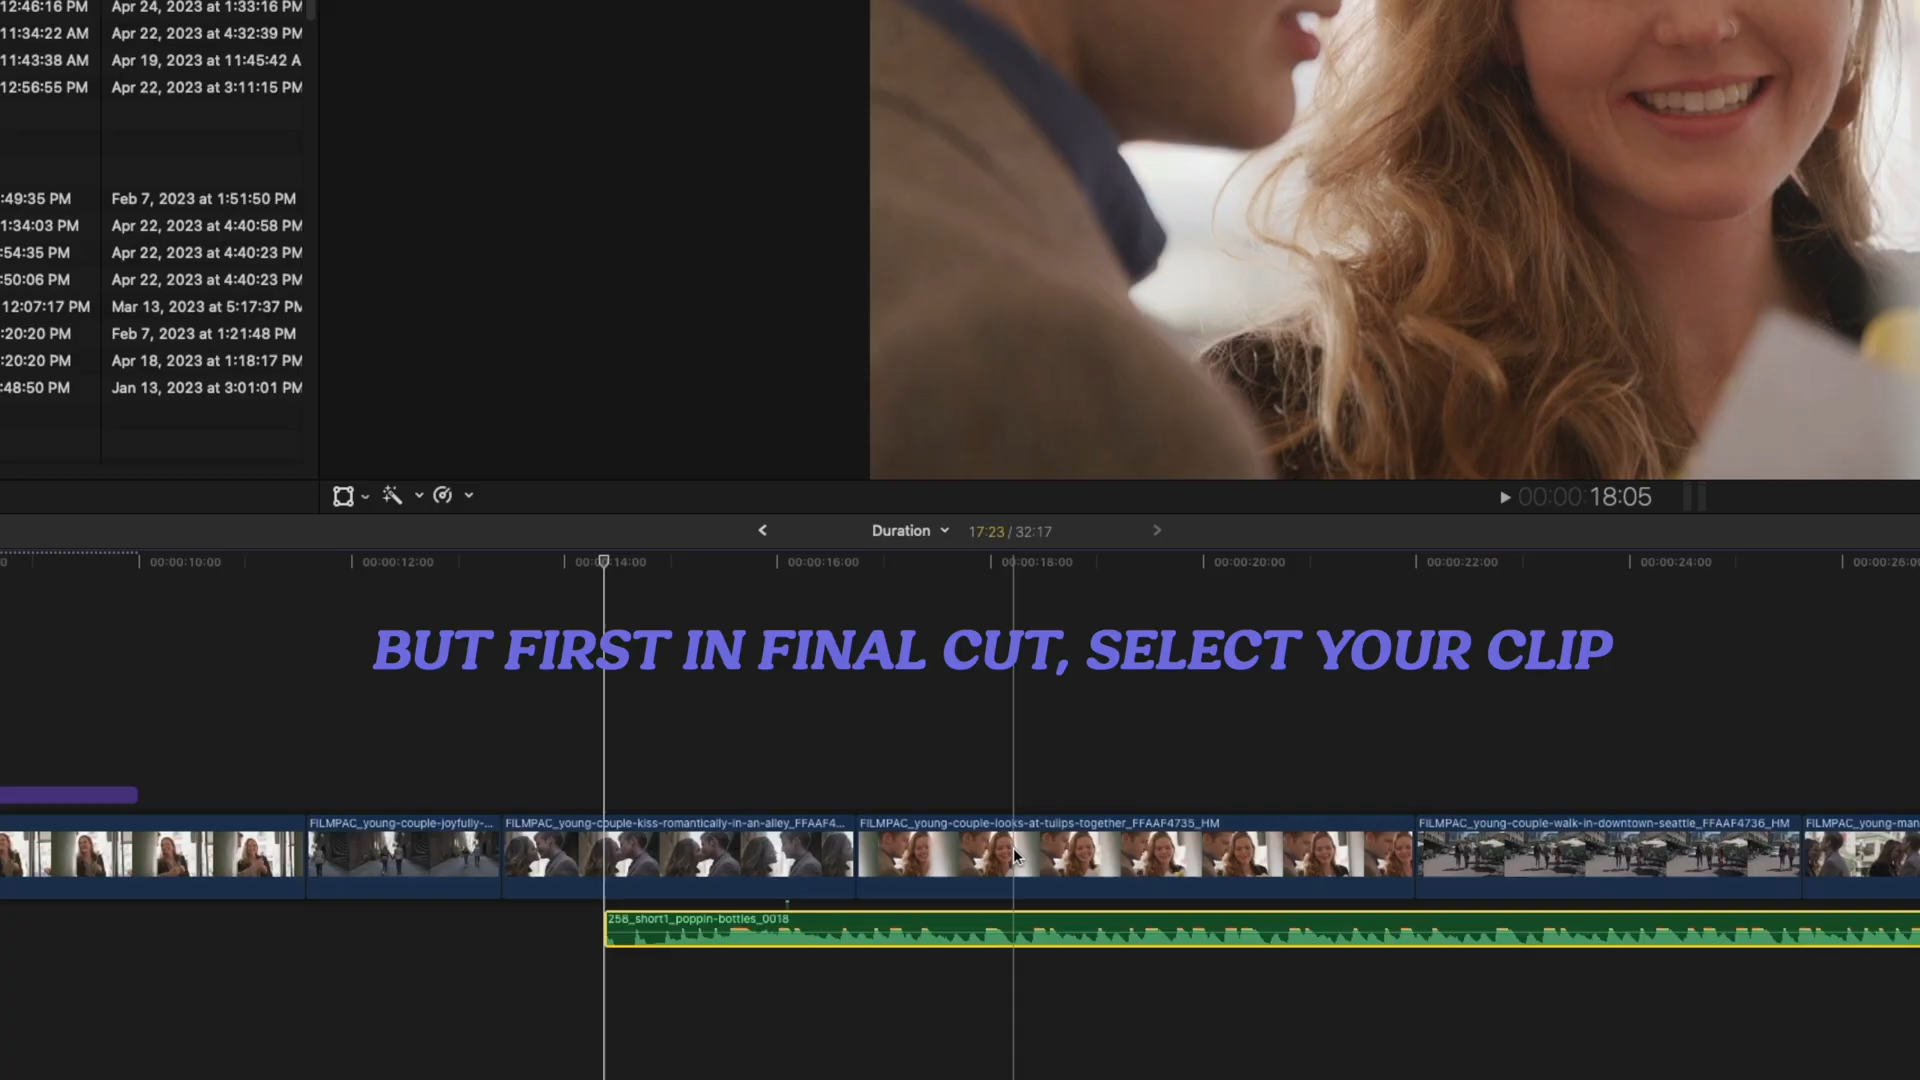 12:46:16 PM Apr 24, 2023 at 1:33:16 PM
11:34:22 AM Apr 22, 2023 at 4:32:39 PM
11:43:38 AM Apr 19, 2023 at 11:45:42 A
12:56:55 PM Apr 22, 2023 at 3:11:15 PM
:49:35 PM Feb 7, 2023 at 1:51:50 PM
1:34:03 PM Apr 22, 2023 at 4:40:58 PM
:54:35 PM Apr 22, 2023 at 4:40:23 PM
:50:06 PM Apr 22, 2023 at 4:40:23 PM
12:07:17 PM Mar 13, 2023 at 5:17:37 PM
:20:20 PM Feb 7, 2023 at 1:21:48 PM
:20:20 PM Apr 18, 2023 at 1:18:17 PM
:48:50 PM Jan 13, 2023 at 3:01:01 PM
00:00:18:05
Duration 17:23 / 32:17
0 00:00:10:00 00:00:12:00 00:00:14:00 00:00:16:00 00:00:18:00 00:00:20:00 00:00:22:00 00:00:24:00 00:00:26:00
BUT FIRST IN FINAL CUT, SELECT YOUR CLIP
FILMPAC_young-couple-joyfully-... FILMPAC_young-couple-kiss-romantically-in-an-alley_FFAAF4... FILMPAC_young-couple-looks-at-tulips-together_FFAAF4735_HM FILMPAC_young-couple-walk-in-downtown-seattle_FFAAF4736_HM FILMPAC_young-man
258_short1_poppin-bottles_0018